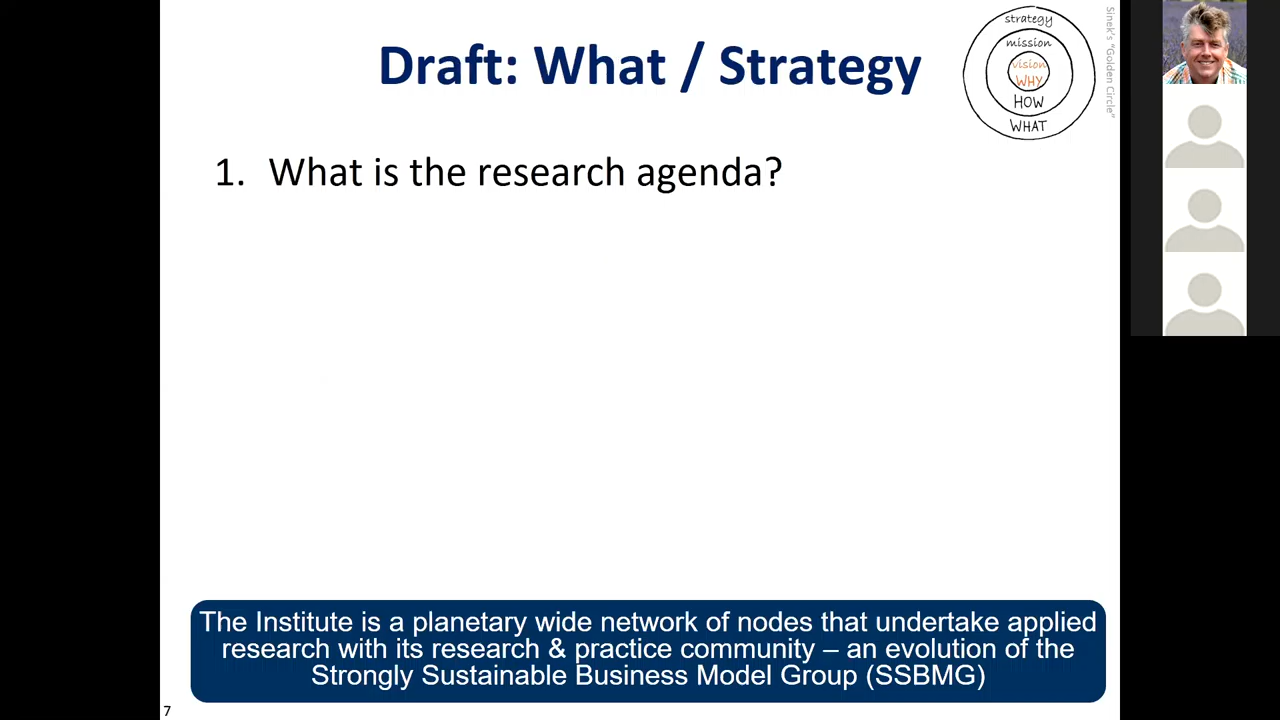 Draft: What / Strategy
strategy
mission
vision
WHY
HOW
WHAT
Sinek's "Golden Circle"
1. What is the research agenda?
The Institute is a planetary wide network of nodes that undertake applied
research with its research & practice community – an evolution of the
Strongly Sustainable Business Model Group (SSBMG)
7